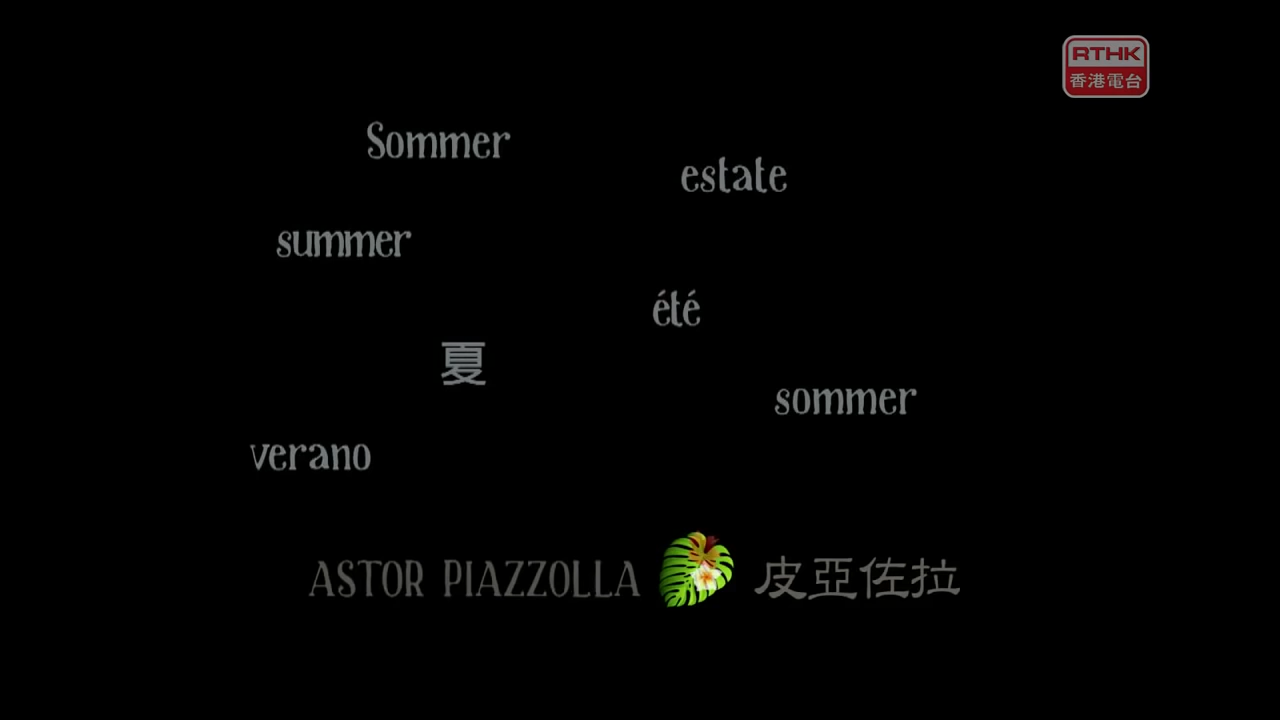 RTHK
香港電台
Sommer
estate
summer
été
夏
sommer
verano
ASTOR PIAZZOLLA 皮亞佐拉